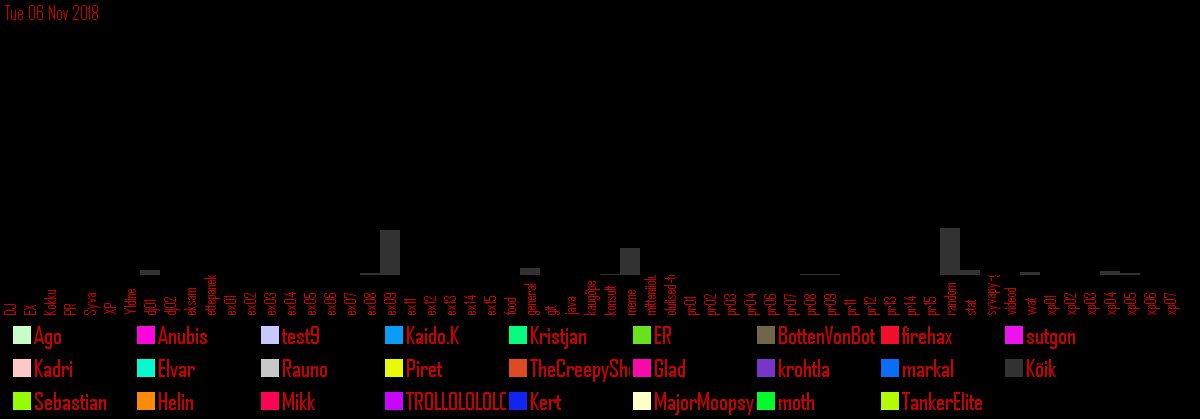 Tue 06 Nov 2018
DJ
EX
Kokku
PR
Syva
XP
Yldine
dj01
dj02
eksam
ettepanek
ex01
ex02
ex03
ex04
ex05
ex06
ex07
ex08
ex09
ex11
ex12
ex13
ex14
ex15
general
git
java
kaugõpe
konsult
meme
pr01
pr02
pr03
pr04
pr06
pr07
pr08
pr09
pr11
pr12
pr13
pr14
pr15
random
stat
videod
wat
xp01
xp02
xp03
xp04
xp05
xp06
xp07
Ago Anubis test9 Kaido.K Kristjan ER BottenVonBot firehax sutgon
Kadri Elvar Rauno Piret TheCreepySh Glad krohtla markal Kõik
Sebastian Helin Mikk TROLLOLOLOLO Kert MajorMoopsy moth TankerElite